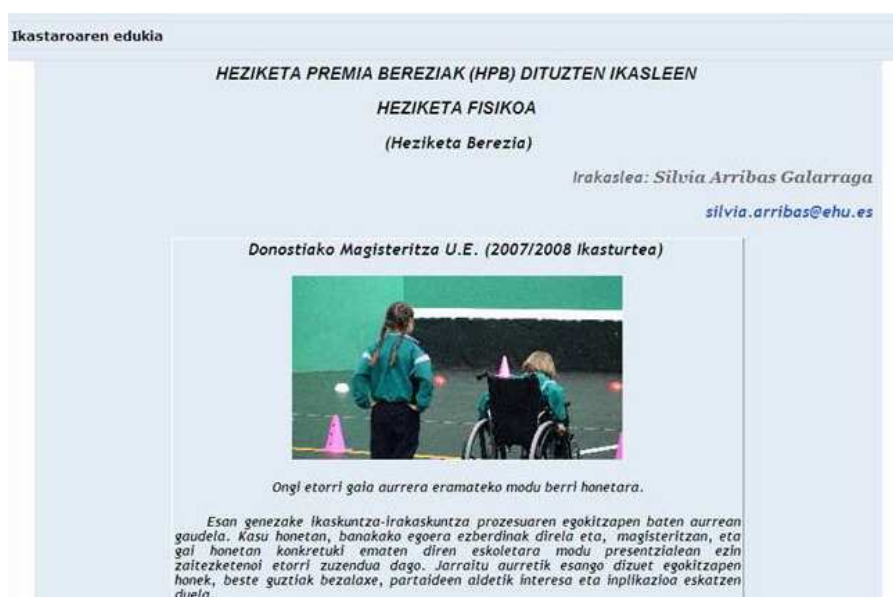 Ikastaroaren edukia
HEZIKETA PREMIA BEREZIAK (HPB) DITUZTEN IKASLEEN
HEZIKETA FISIKOA
(Heziketa Berezia)
Irakaslea: Silvia Arribas Galarraga
silvia.arribas@ehu.es
Donostiako Magisteritza U.E. (2007/2008 Ikasturtea)
Ongi etorri gaia aurrera eramateko modu berri honetara.
Esan genezake ikaskuntza-irakaskuntza prozesuaren egokitzapen baten aurrean
gaudela. Kasu honetan, banakako egoera ezberdinak direla eta, magisteritzan, eta
gai honetan konkretuki ematen diren eskoletara modu presentzialean ezin
zaitezketenoi etorri zuzendua dago. Jarraitu aurretik esango dizuet egokitzapen
honek, beste guztiak bezalaxe, partaideen aldetik interesa eta inplikazioa eskatzen
duela.